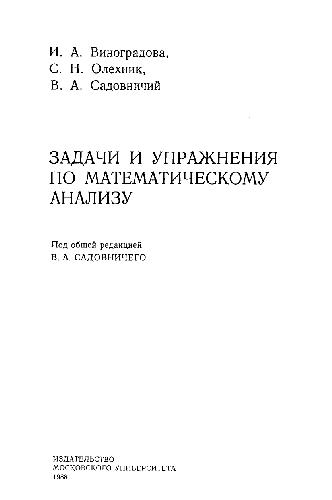 И. А. Виноградова,
С. Н. Олехник,
В. А. Садовничий
ЗАДАЧИ И УПРАЖНЕНИЯ
ПО МАТЕМАТИЧЕСКОМУ
АНАЛИЗУ
Под общей редакцией
В. А. САДОВНИЧЕГО
ИЗДАТЕЛЬСТВО
МОСКОВСКОГО УНИВЕРСИТЕТА
1988